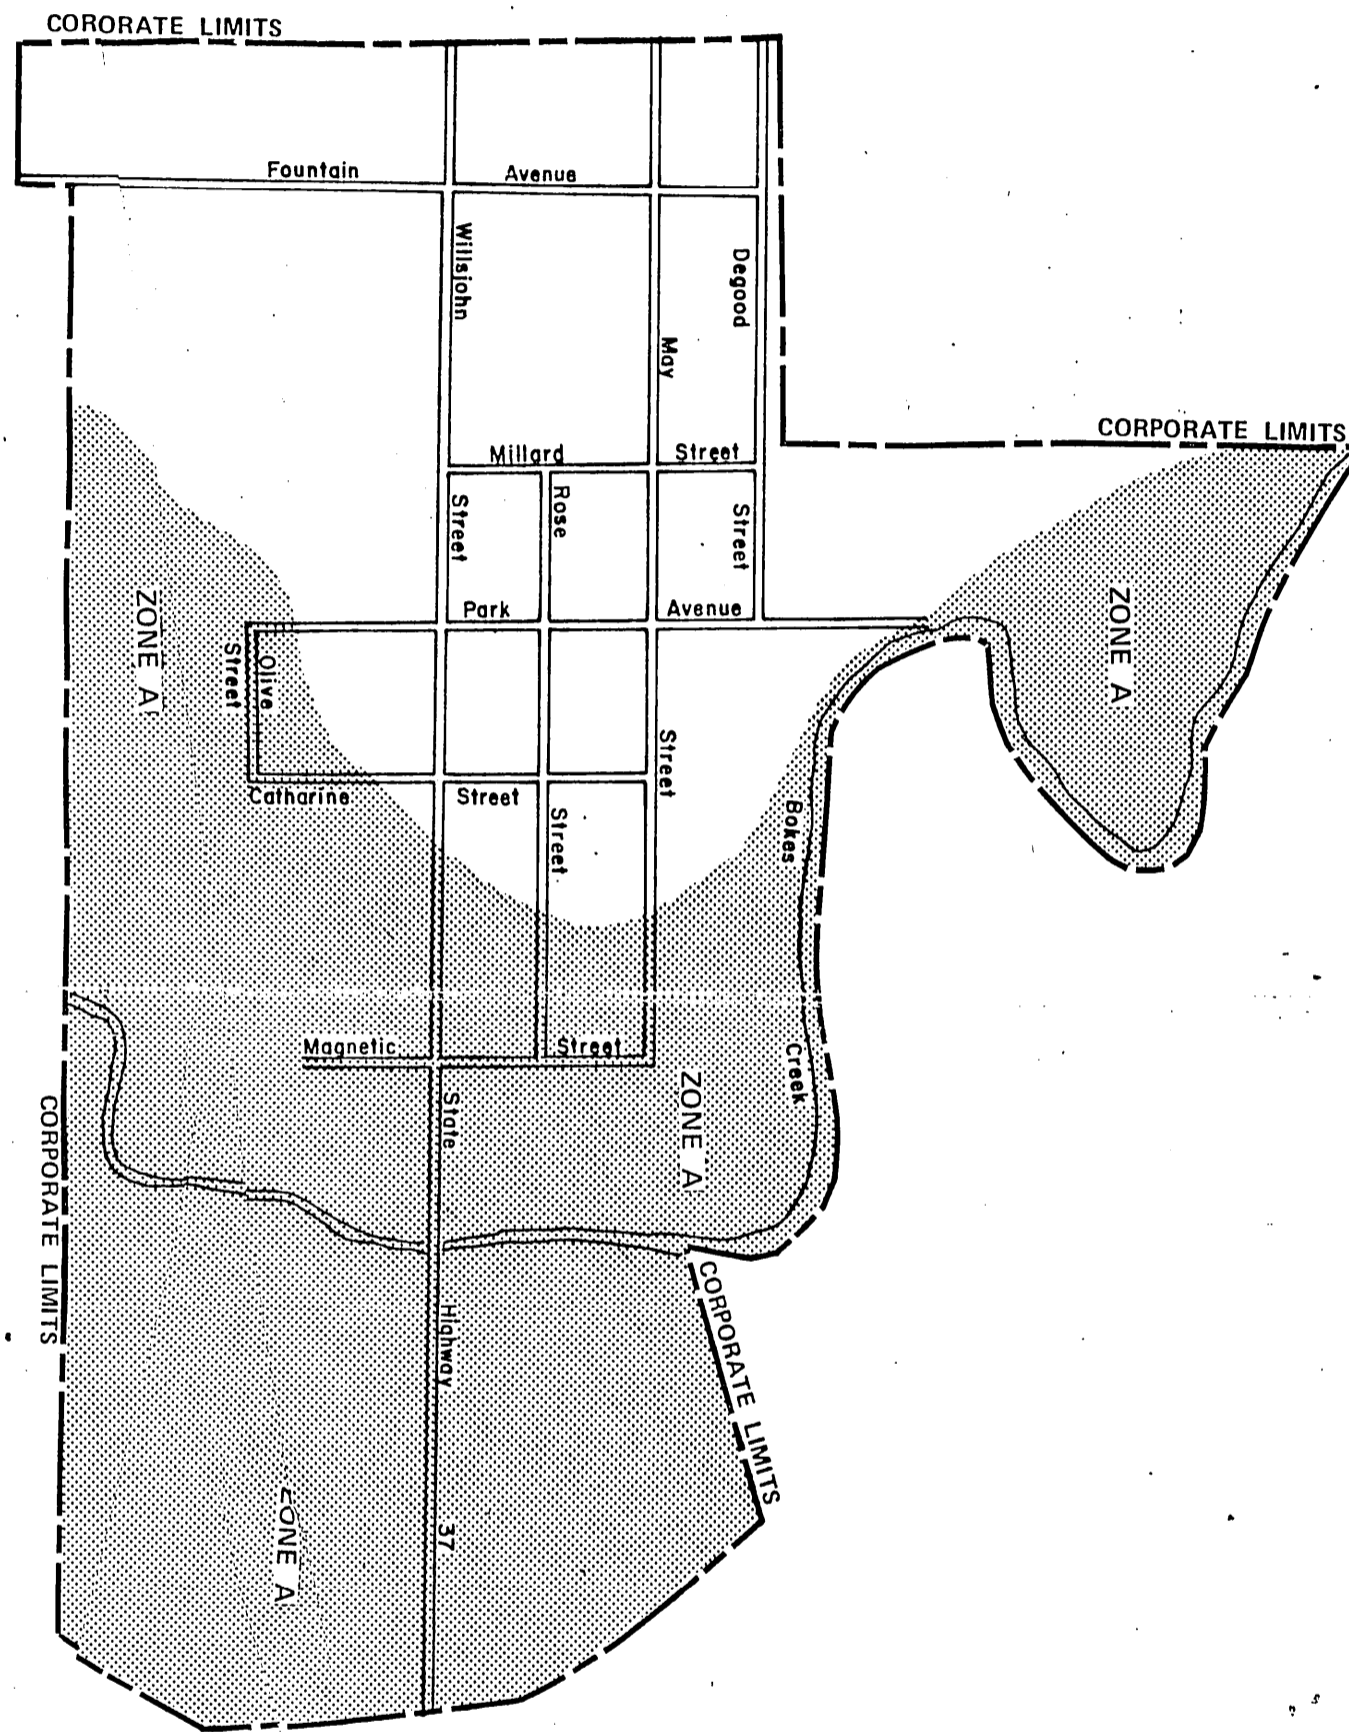 CORORATE LIMITS
Fountain Avenue
Willsjohn
Degood
May
CORPORATE LIMITS
Millard Street
Street
Rose
Street
Park Avenue
ZONE A
ZONE A
Street
Olive
Street
Catharine Street
Street
Bokes
Creek
Magnetic Street
State
ZONE A
CORPORATE LIMITS
CORPORATE LIMITS
Highway
37
ZONE A